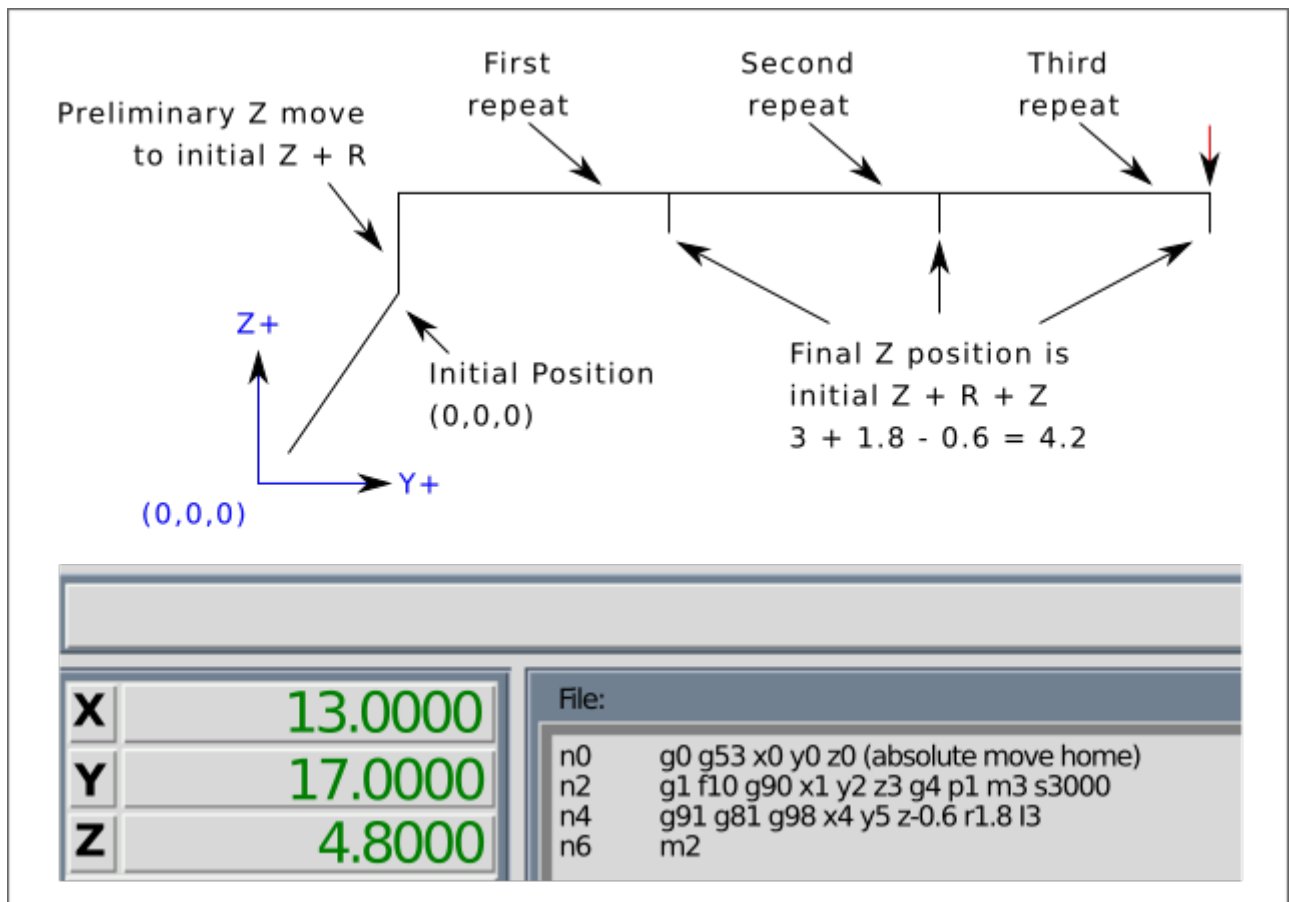 First
repeat
Second
repeat
Third
repeat
Preliminary Z move
to initial Z + R
Z+
Initial Position
(0,0,0)
Final Z position is
initial Z + R + Z
3 + 1.8 - 0.6 = 4.2
Y+
(0,0,0)
X 13.0000
Y 17.0000
Z 4.8000
File:
n0 g0 g53 x0 y0 z0 (absolute move home)
n2 g1 f10 g90 x1 y2 z3 g4 p1 m3 s3000
n4 g91 g81 g98 x4 y5 z-0.6 r1.8 l3
n6 m2